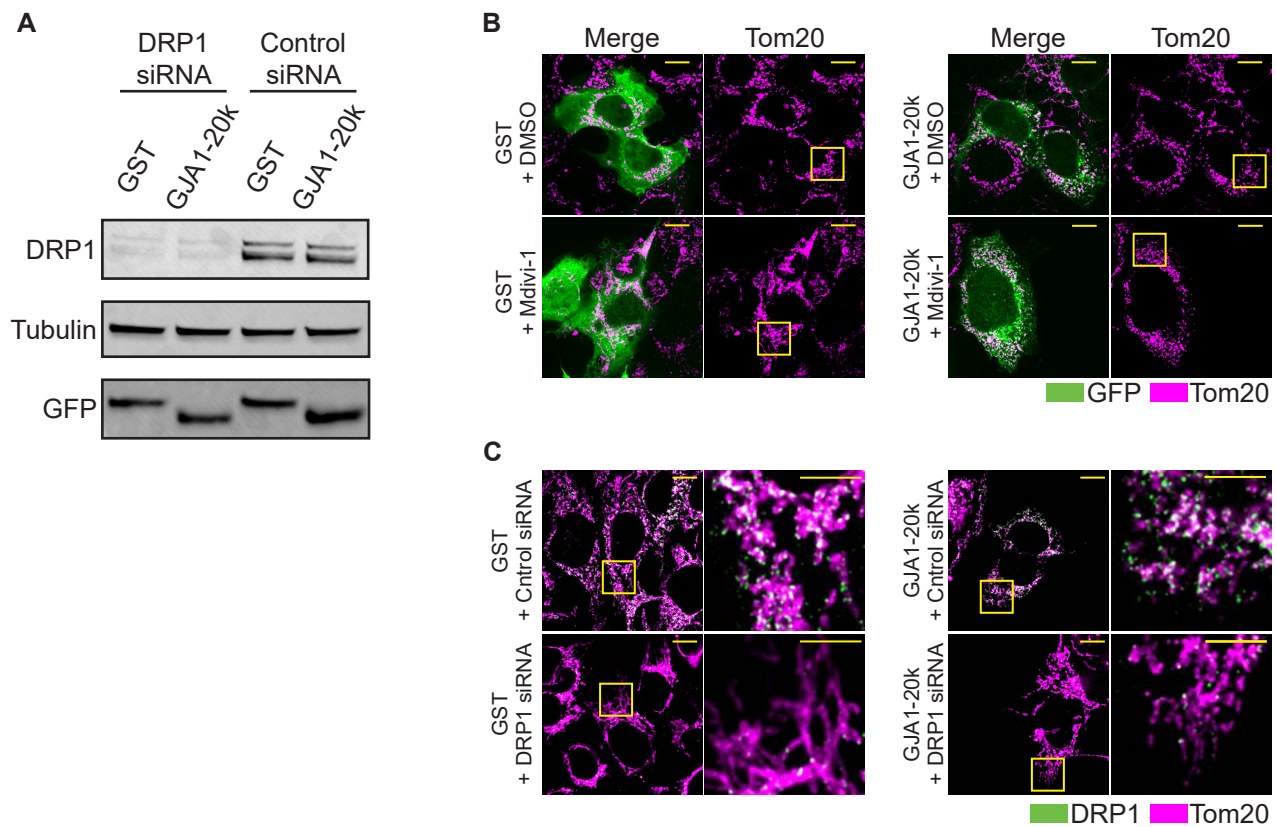 A
DRP1
siRNA
Control
siRNA
GST
GJA1-20k
GST
GJA1-20k
DRP1
Tubulin
GFP
B
Merge
Tom20
Merge
Tom20
GST
+ DMSO
GJA1-20k
+ DMSO
GST
+ Mdivi-1
GJA1-20k
+ Mdivi-1
GFP
Tom20
C
GST
+ Cntrol siRNA
GJA1-20k
+ Cntrol siRNA
GST
+ DRP1 siRNA
GJA1-20k
+ DRP1 siRNA
DRP1
Tom20